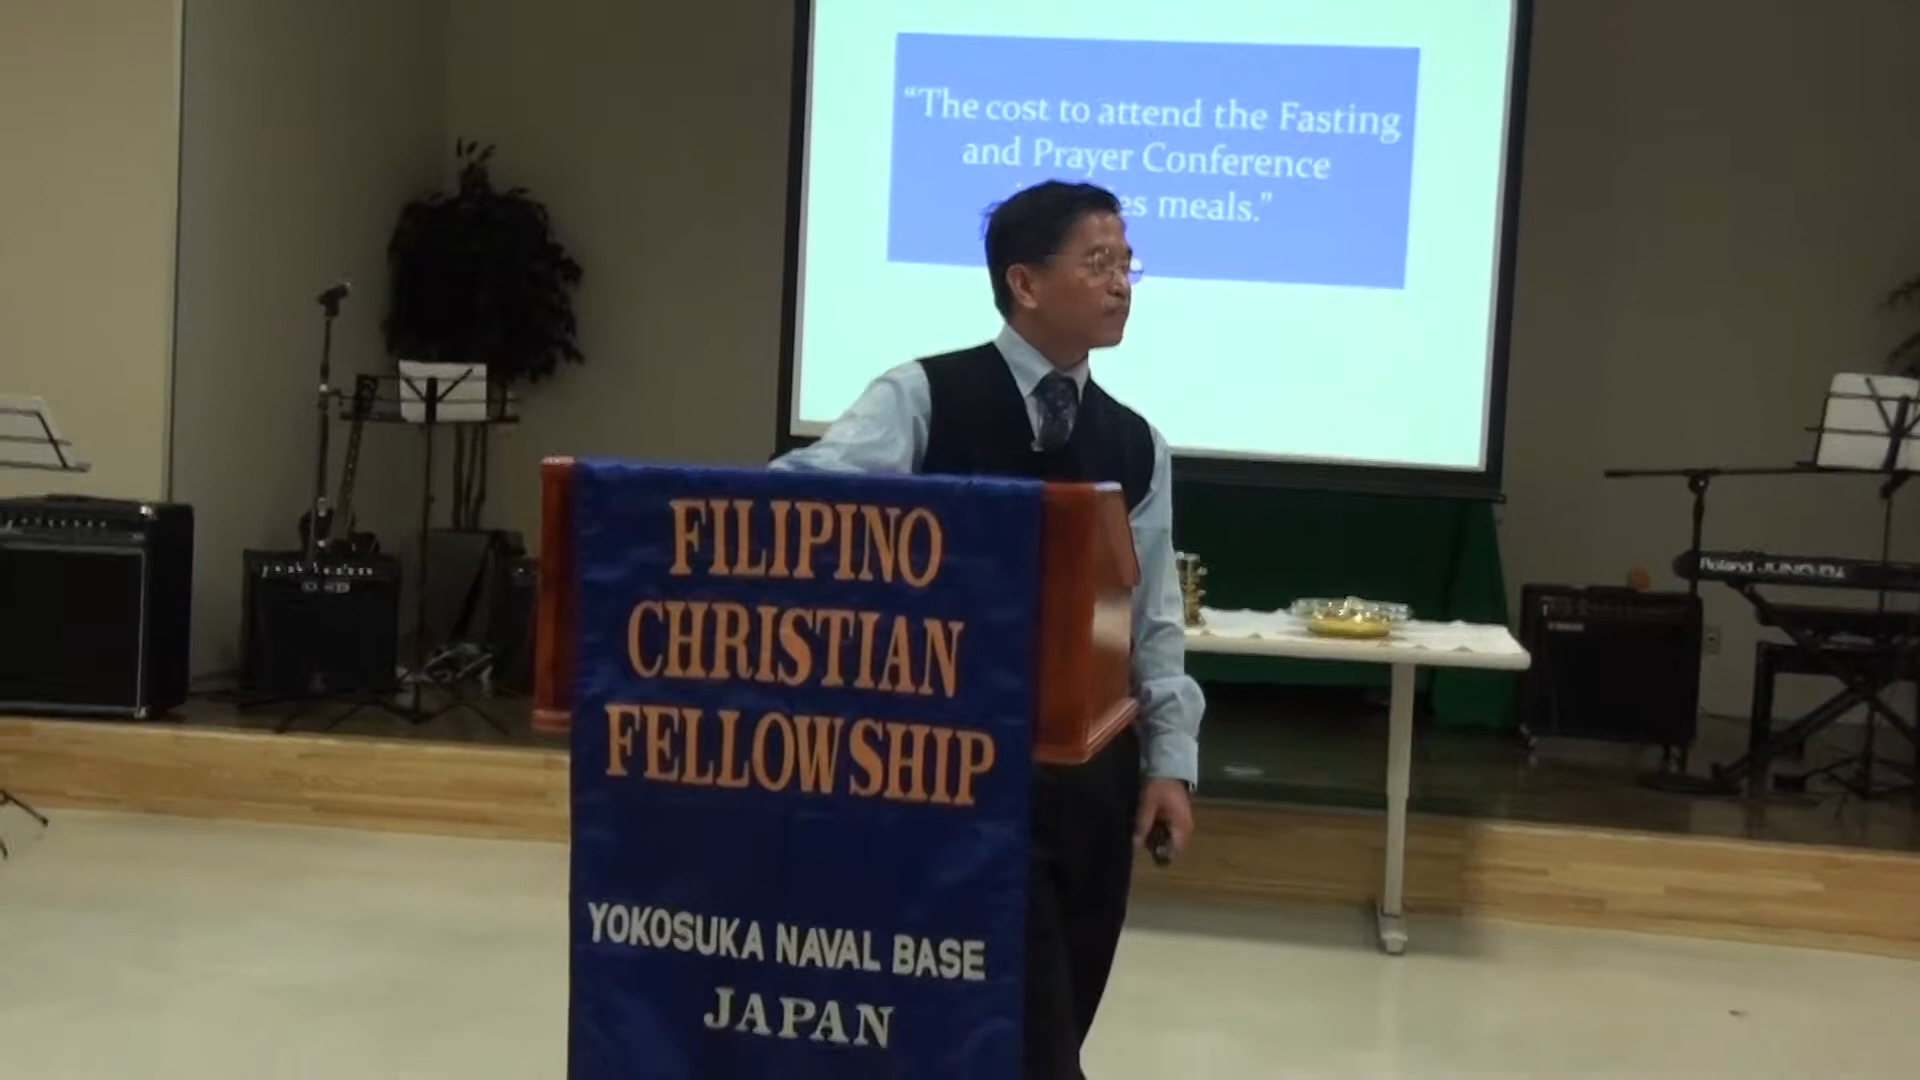 “The cost to attend the Fasting
and Prayer Conference
meals.”
FILIPINO
CHRISTIAN
FELLOWSHIP
YOKOSUKA NAVAL BASE
JAPAN
Roland